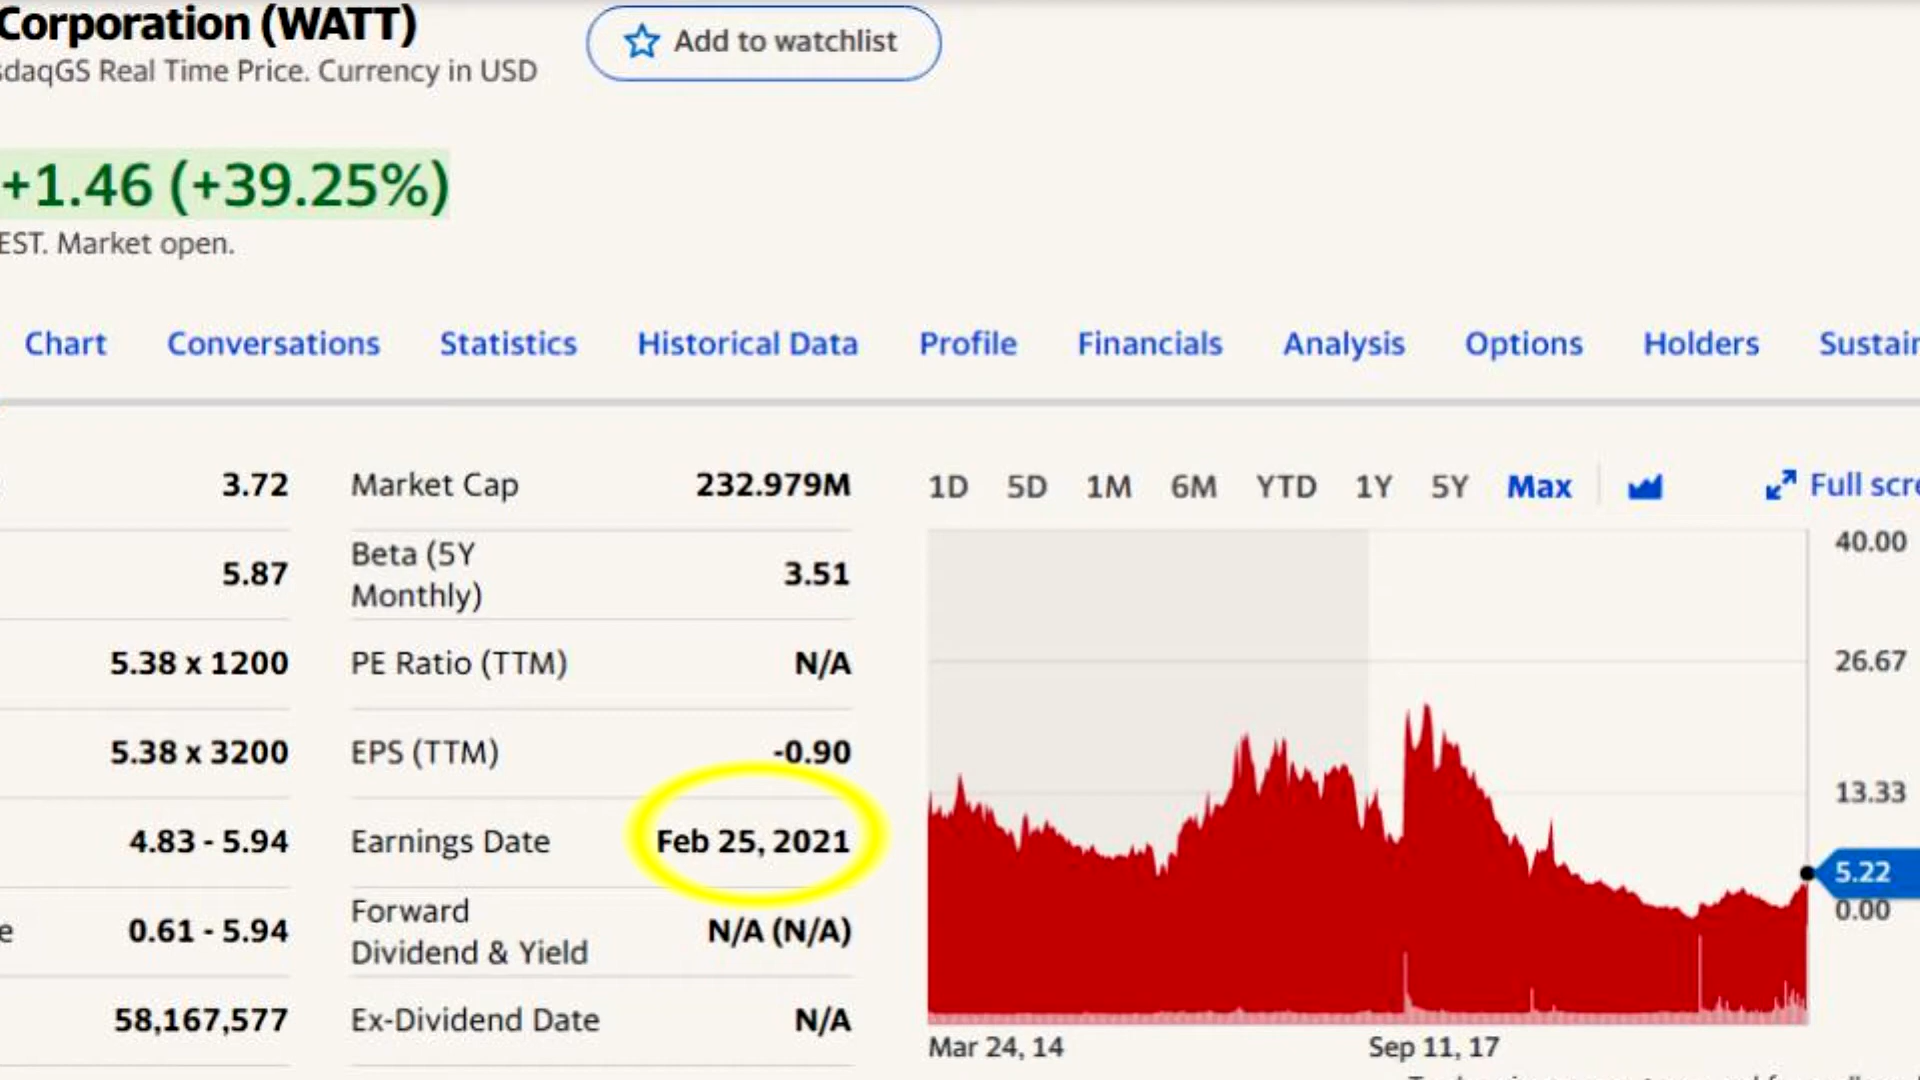 Corporation (WATT)
Add to watchlist
sdaqGS Real Time Price. Currency in USD
+1.46 (+39.25%)
EST. Market open.
Chart Conversations Statistics Historical Data Profile Financials Analysis Options Holders Sustain
3.72 Market Cap 232.979M
1D 5D 1M 6M YTD 1Y 5Y Max Full scre
5.87 Beta (5Y
Monthly) 3.51
5.38 x 1200 PE Ratio (TTM) N/A
5.38 x 3200 EPS (TTM) -0.90
4.83 - 5.94 Earnings Date Feb 25, 2021
e 0.61 - 5.94 Forward
Dividend & Yield N/A (N/A)
58,167,577 Ex-Dividend Date N/A
40.00
26.67
13.33
5.22
0.00
Mar 24, 14 Sep 11, 17